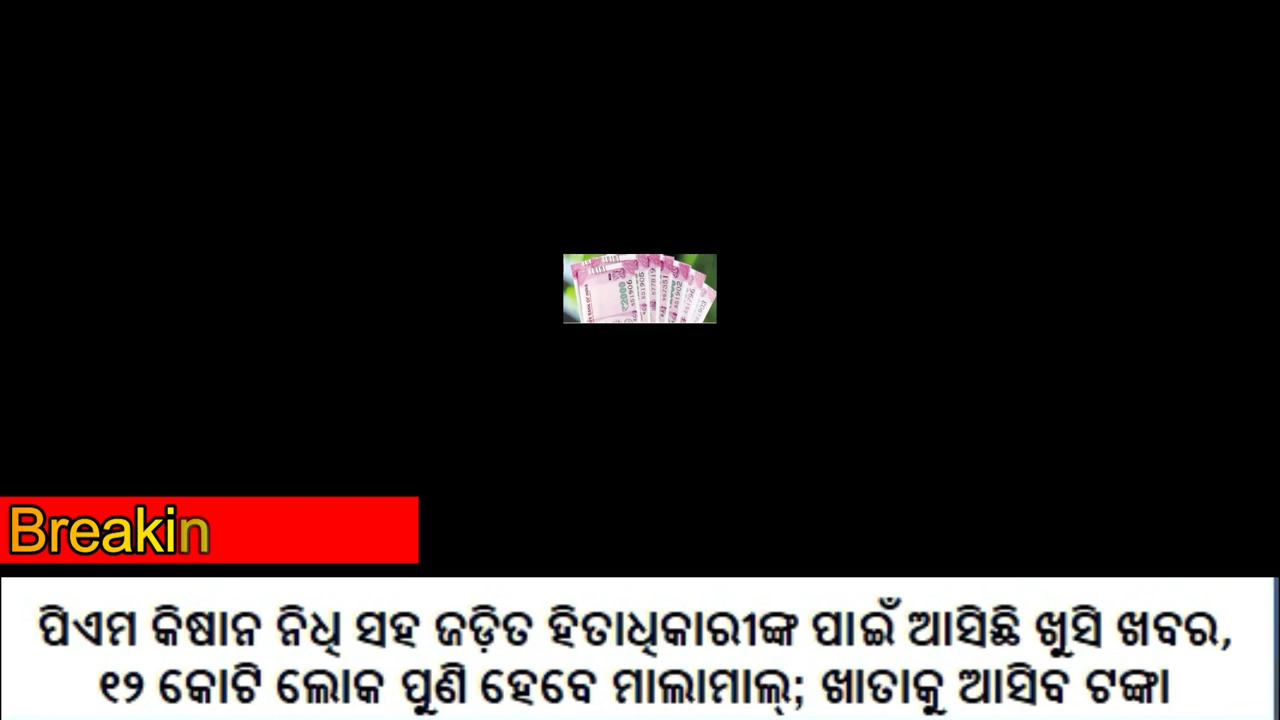 Breakin
ପିଏମ କିଷାନ ନିଧି ସହ ଜଡ଼ିତ ହିତାଧିକାରୀଙ୍କ ପାଇଁ ଆସିଛି ଖୁସି ଖବର,
୧୨ କୋଟି ଲୋକ ପୁଣି ହେବେ ମାଲାମାଲ୍; ଖାତାକୁ ଆସିବ ଟଙ୍କା